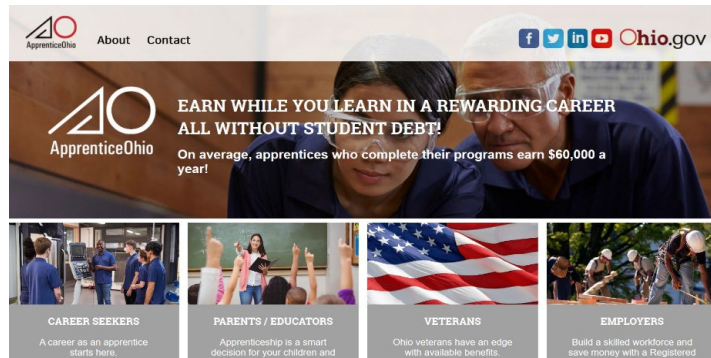 ApprenticeOhio
About
Contact
Ohio.gov
ApprenticeOhio
EARN WHILE YOU LEARN IN A REWARDING CAREER
ALL WITHOUT STUDENT DEBT!
On average, apprentices who complete their programs earn $60,000 a
year!
CAREER SEEKERS
A career as an apprentice
starts here.
PARENTS / EDUCATORS
Apprenticeship is a smart
decision for your children and
VETERANS
Ohio veterans have an edge
with available benefits.
EMPLOYERS
Build a skilled workforce and
save money with a Registered